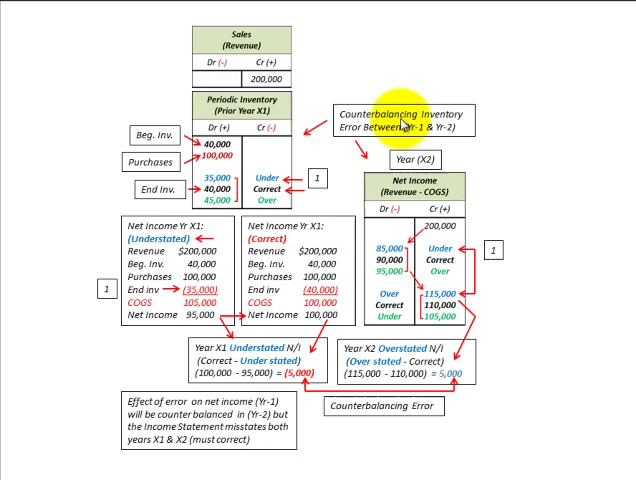 Sales
(Revenue)
Dr (-) Cr (+)
200,000
Periodic Inventory
(Prior Year X1)
Dr (+) Cr (-)
Beg. Inv.
40,000
100,000
Purchases
35,000 Under
End Inv. 40,000 Correct
45,000 Over
1
Counterbalancing Inventory
Error Between (Yr-1 & Yr-2)
Year (X2)
Net Income
(Revenue - COGS)
Dr (-) Cr (+)
200,000
85,000 Under
90,000 Correct
95,000 Over
Over 115,000
Correct 110,000
Under 105,000
1
1
Net Income Yr X1:
(Understated)
Revenue $200,000
Beg. Inv. 40,000
Purchases 100,000
End inv (35,000)
COGS 105,000
Net Income 95,000
Net Income Yr X1:
(Correct)
Revenue $200,000
Beg. Inv. 40,000
Purchases 100,000
End inv (40,000)
COGS 100,000
Net Income 100,000
Year X1 Understated N/I
(Correct - Under stated)
(100,000 - 95,000) = (5,000)
Year X2 Overstated N/I
(Over stated - Correct)
(115,000 - 110,000) = 5,000
Counterbalancing Error
Effect of error on net income (Yr-1)
will be counter balanced in (Yr-2) but
the Income Statement misstates both
years X1 & X2 (must correct)